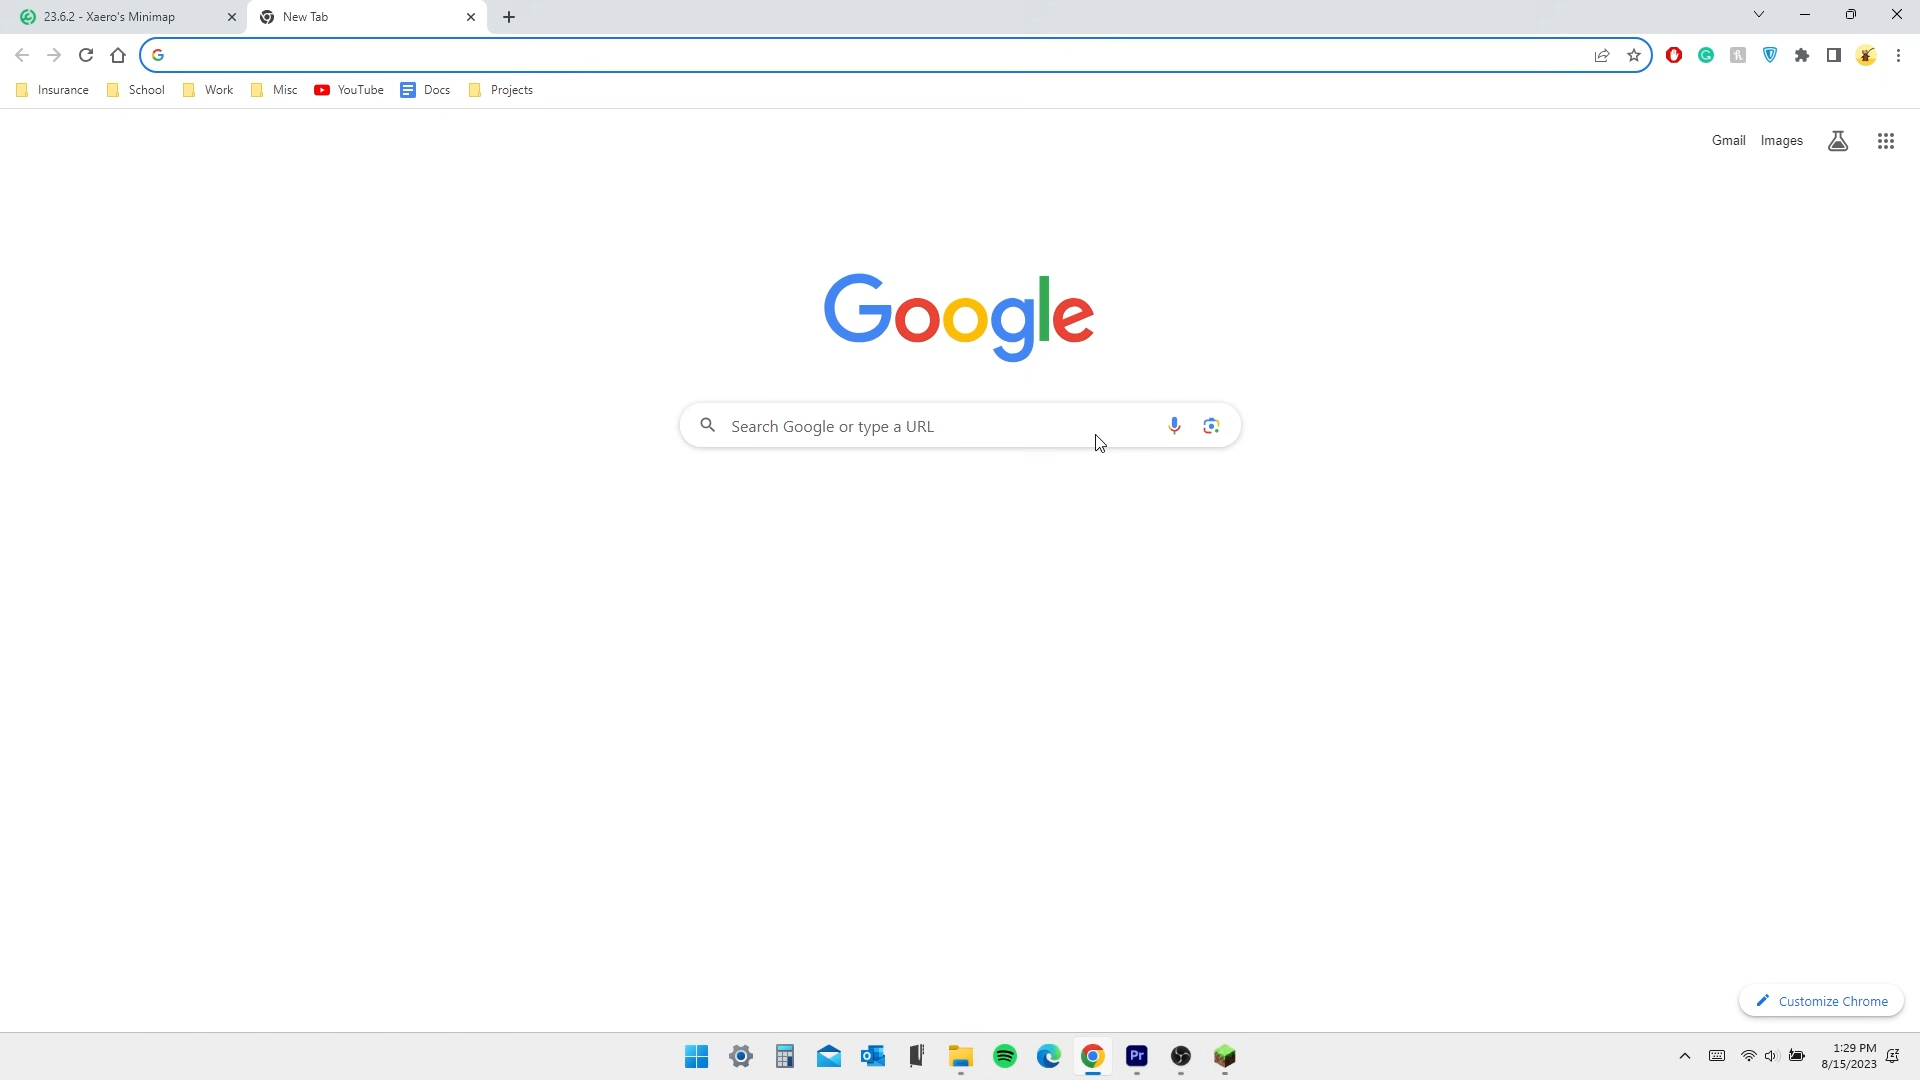 23.6.2 - Xaero's Minimap
New Tab
Insurance
School
Work
Misc
YouTube
Docs
Projects
Gmail
Images
Google
Search Google or type a URL
Customize Chrome
Pr
1:29 PM
8/15/2023